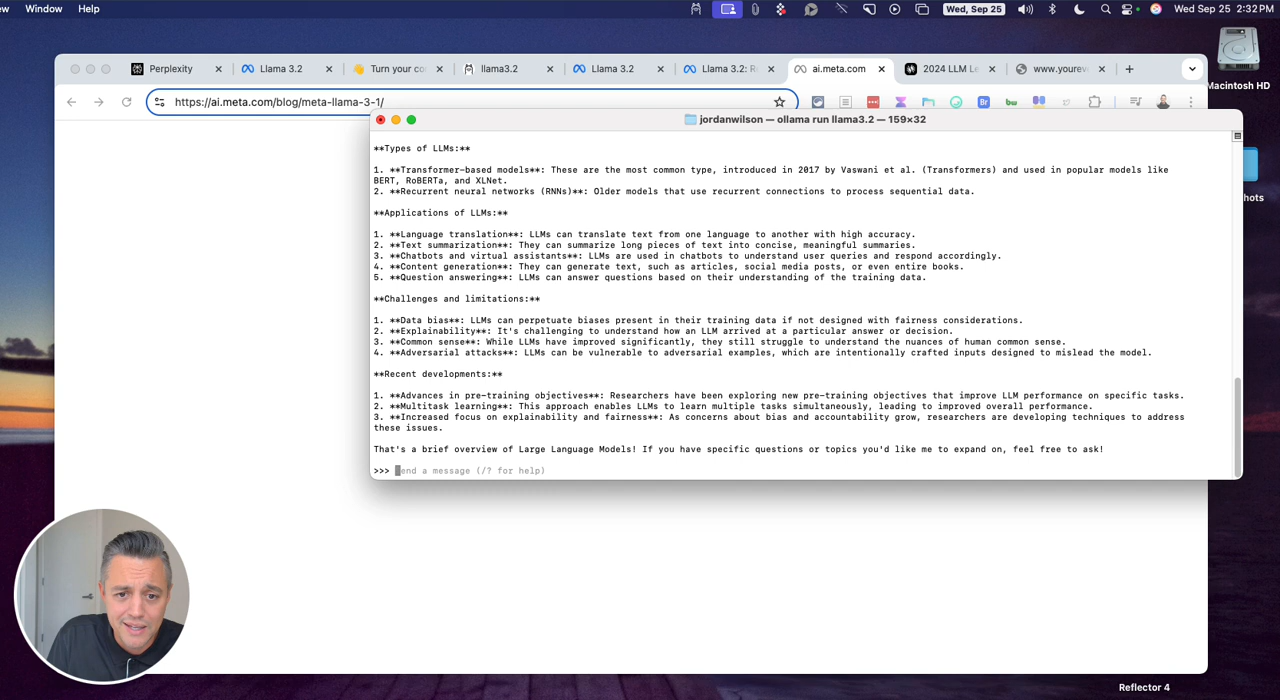 Window Help
Wed, Sep 25
Wed Sep 25 2:32 PM
Macintosh HD
Perplexity
Llama 3.2
Turn your co
llama3.2
Llama 3.2
Llama 3.2: R
ai.meta.com
2024 LLM Le
www.youreve
https://ai.meta.com/blog/meta-llama-3-1/
jordanwilson — ollama run llama3.2 — 159×32
**Types of LLMs:**
1. **Transformer-based models**: These are the most common type, introduced in 2017 by Vaswani et al. (Transformers) and used in popular models like
BERT, RoBERTa, and XLNet.
2. **Recurrent neural networks (RNNs)**: Older models that use recurrent connections to process sequential data.
**Applications of LLMs:**
1. **Language translation**: LLMs can translate text from one language to another with high accuracy.
2. **Text summarization**: They can summarize long pieces of text into concise, meaningful summaries.
3. **Chatbots and virtual assistants**: LLMs are used in chatbots to understand user queries and respond accordingly.
4. **Content generation**: They can generate text, such as articles, social media posts, or even entire books.
5. **Question answering**: LLMs can answer questions based on their understanding of the training data.
**Challenges and limitations:**
1. **Data bias**: LLMs can perpetuate biases present in their training data if not designed with fairness considerations.
2. **Explainability**: It's challenging to understand how an LLM arrived at a particular answer or decision.
3. **Common sense**: While LLMs have improved significantly, they still struggle to understand the nuances of human common sense.
4. **Adversarial attacks**: LLMs can be vulnerable to adversarial examples, which are intentionally crafted inputs designed to mislead the model.
**Recent developments:**
1. **Advances in pre-training objectives**: Researchers have been exploring new pre-training objectives that improve LLM performance on specific tasks.
2. **Multitask learning**: This approach enables LLMs to learn multiple tasks simultaneously, leading to improved overall performance.
3. **Increased focus on explainability and fairness**: As concerns about bias and accountability grow, researchers are developing techniques to address
these issues.
That's a brief overview of Large Language Models! If you have specific questions or topics you'd like me to expand on, feel free to ask!
>>> end a message (/? for help)
hots
Reflector 4